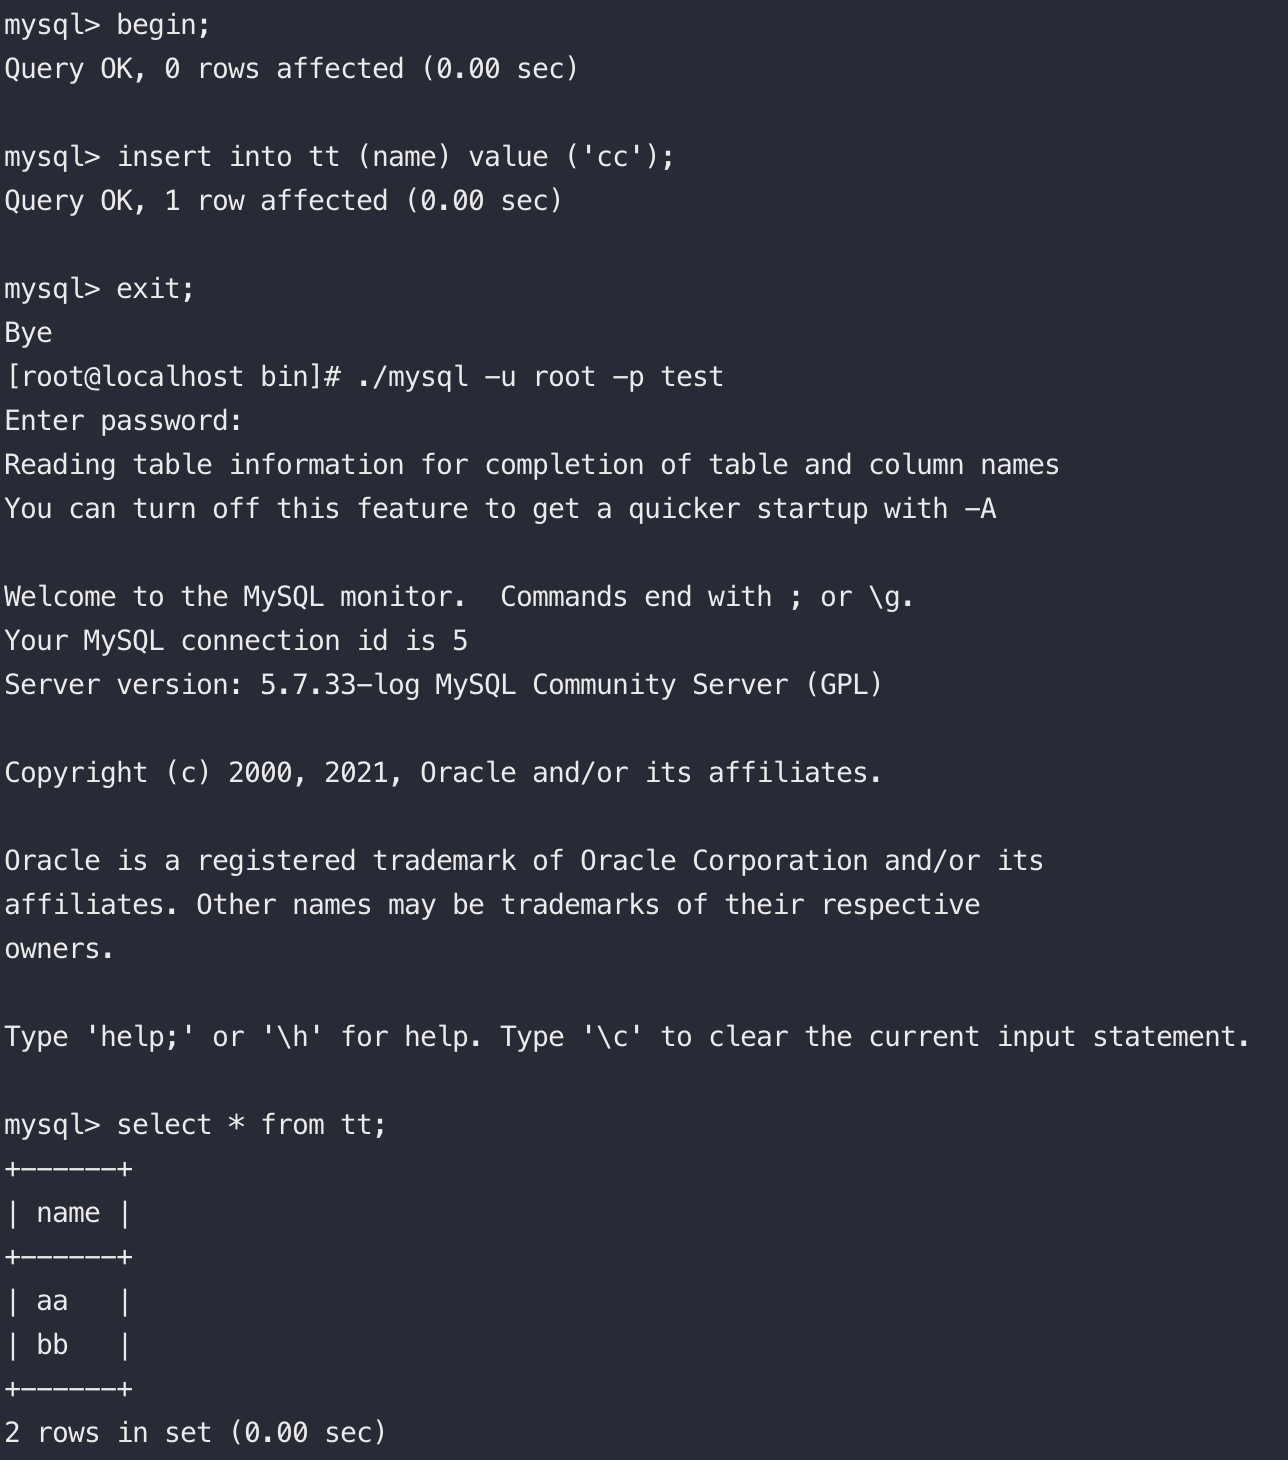 mysql> begin;
Query OK, 0 rows affected (0.00 sec)
mysql> insert into tt (name) value ('cc');
Query OK, 1 row affected (0.00 sec)
mysql> exit;
Bye
[root@localhost bin]# ./mysql -u root -p test
Enter password:
Reading table information for completion of table and column names
You can turn off this feature to get a quicker startup with -A
Welcome to the MySQL monitor.  Commands end with ; or \g.
Your MySQL connection id is 5
Server version: 5.7.33-log MySQL Community Server (GPL)
Copyright (c) 2000, 2021, Oracle and/or its affiliates.
Oracle is a registered trademark of Oracle Corporation and/or its
affiliates. Other names may be trademarks of their respective
owners.
Type 'help;' or '\h' for help. Type '\c' to clear the current input statement.
mysql> select * from tt;
+------+
| name |
+------+
| aa   |
| bb   |
+------+
2 rows in set (0.00 sec)